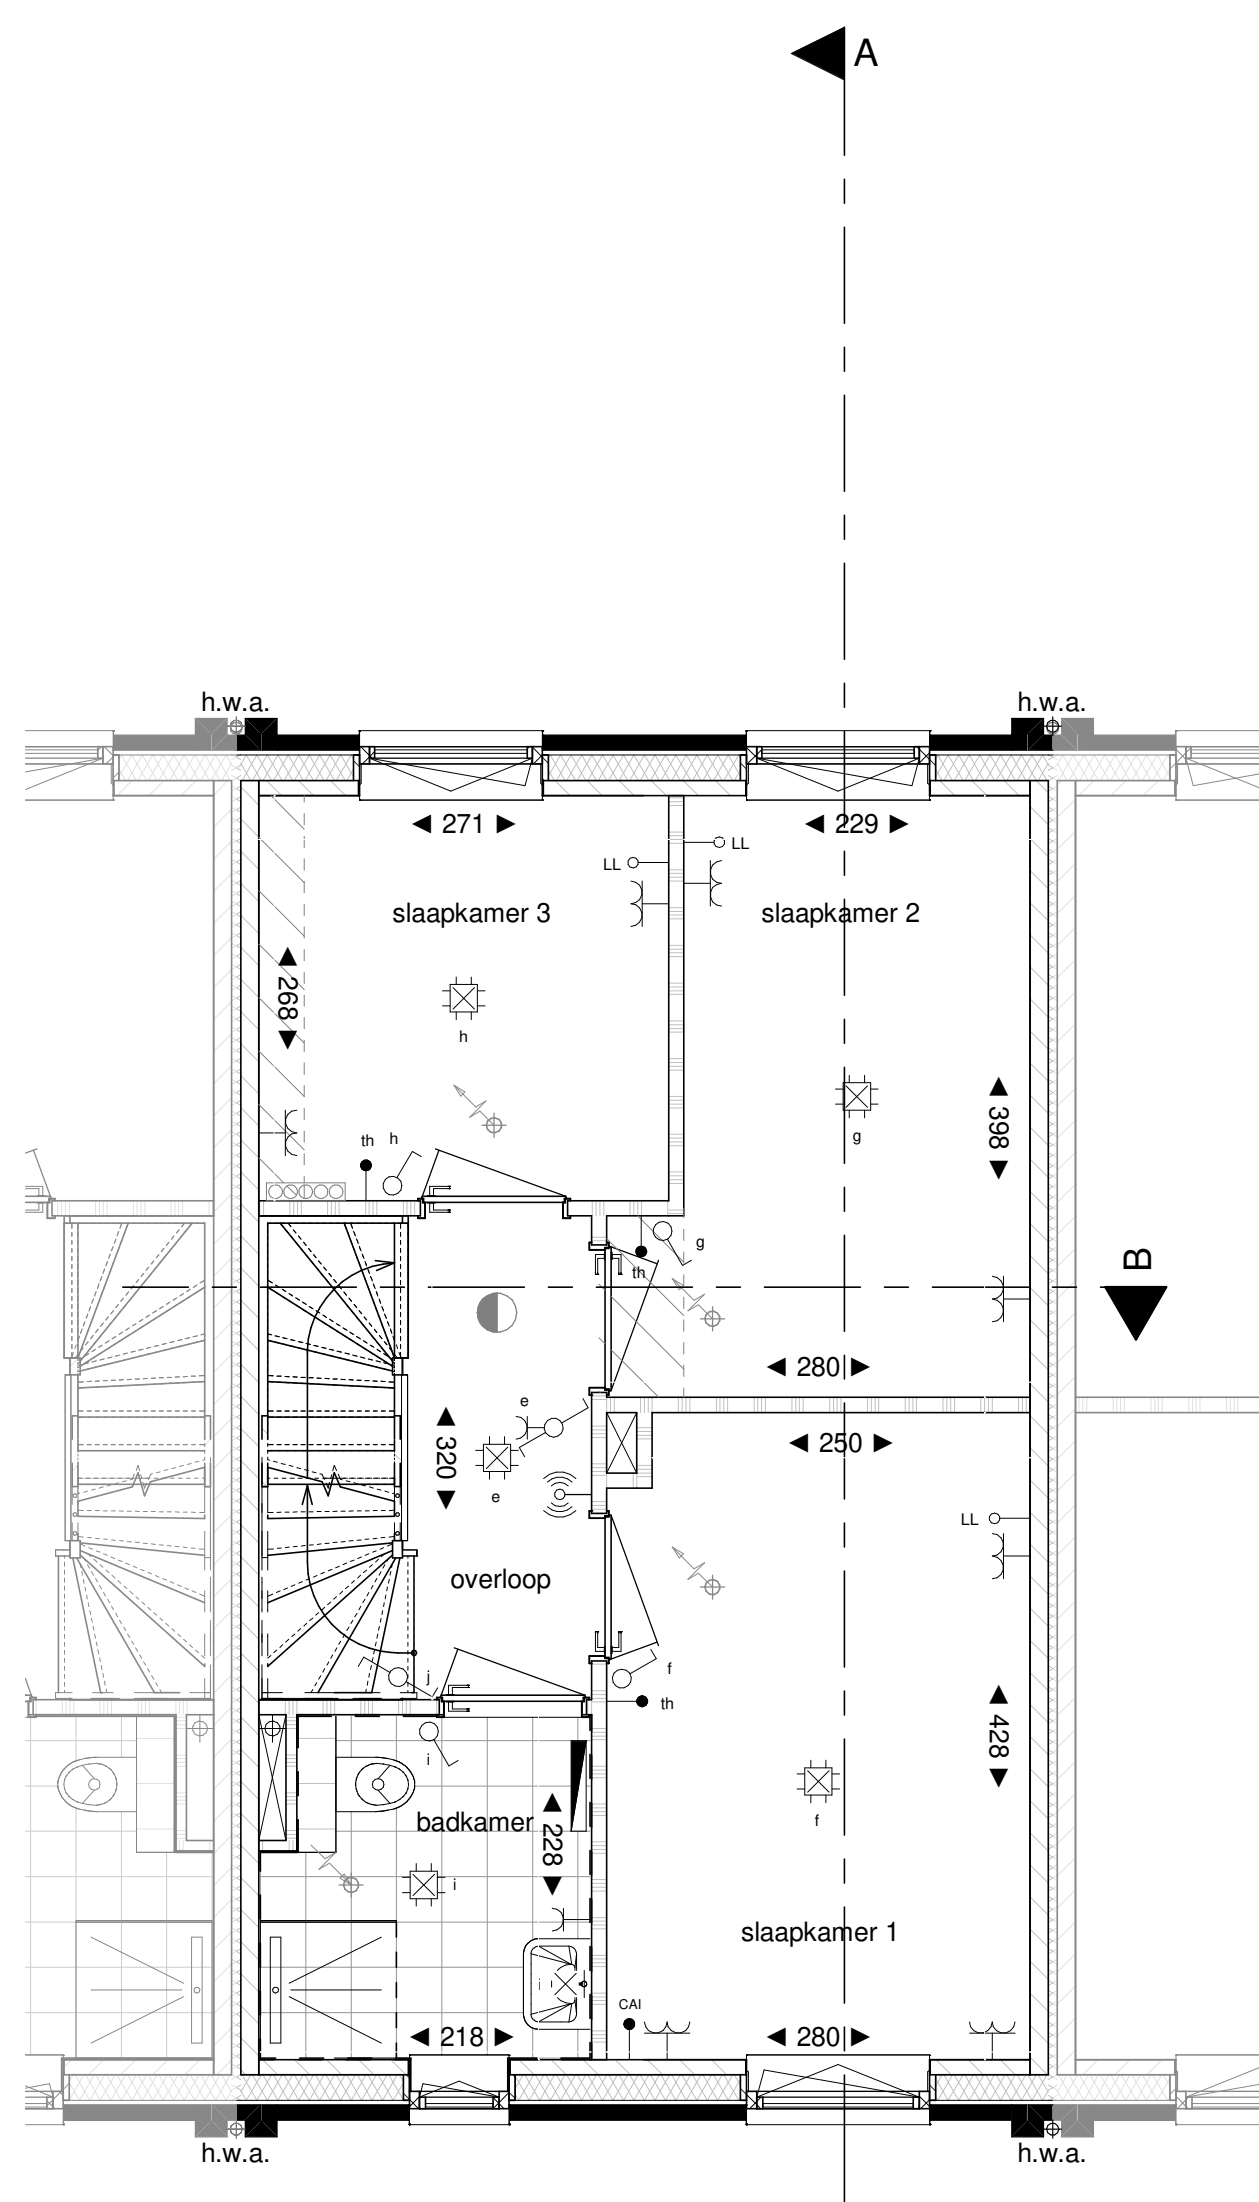 A
h.w.a.
h.w.a.
271
229
LL
LL
slaapkamer 3
slaapkamer 2
268
h
g
398
th
h
g
th
B
280
e
320
250
e
LL
overloop
j
f
th
i
428
badkamer
228
f
i
slaapkamer 1
CAI
218
280
h.w.a.
h.w.a.